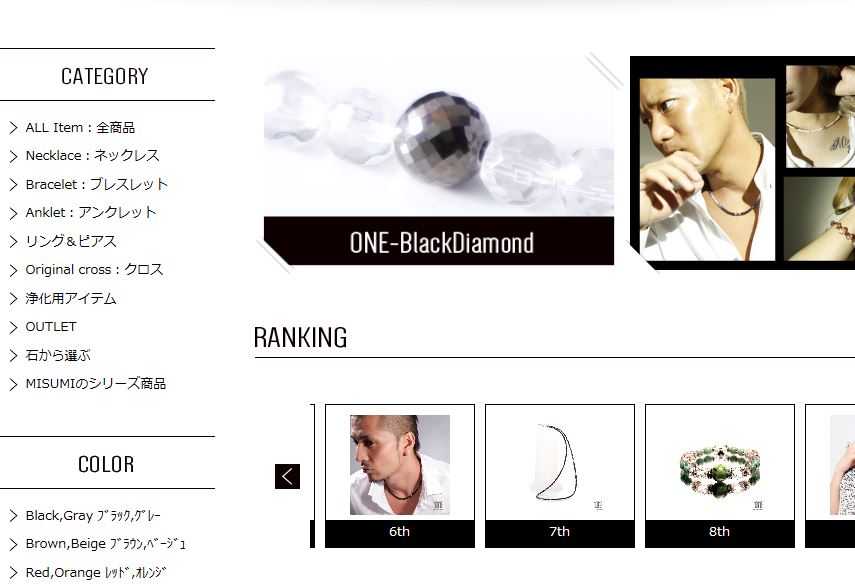 CATEGORY
ALL Item : 全商品
Necklace : ネックレス
Bracelet : ブレスレット
Anklet : アンクレット
リング＆ピアス
Original cross : クロス
浄化用アイテム
OUTLET
石から選ぶ
MISUMIのシリーズ商品
COLOR
Black,Gray ﾌﾞﾗｯｸ,ｸﾞﾚｰ
Brown,Beige ﾌﾞﾗｳﾝ,ﾍﾞｰｼﾞｭ
Red,Orange ﾚｯﾄﾞ,ｵﾚﾝｼﾞ
ONE-BlackDiamond
RANKING
6th
7th
8th